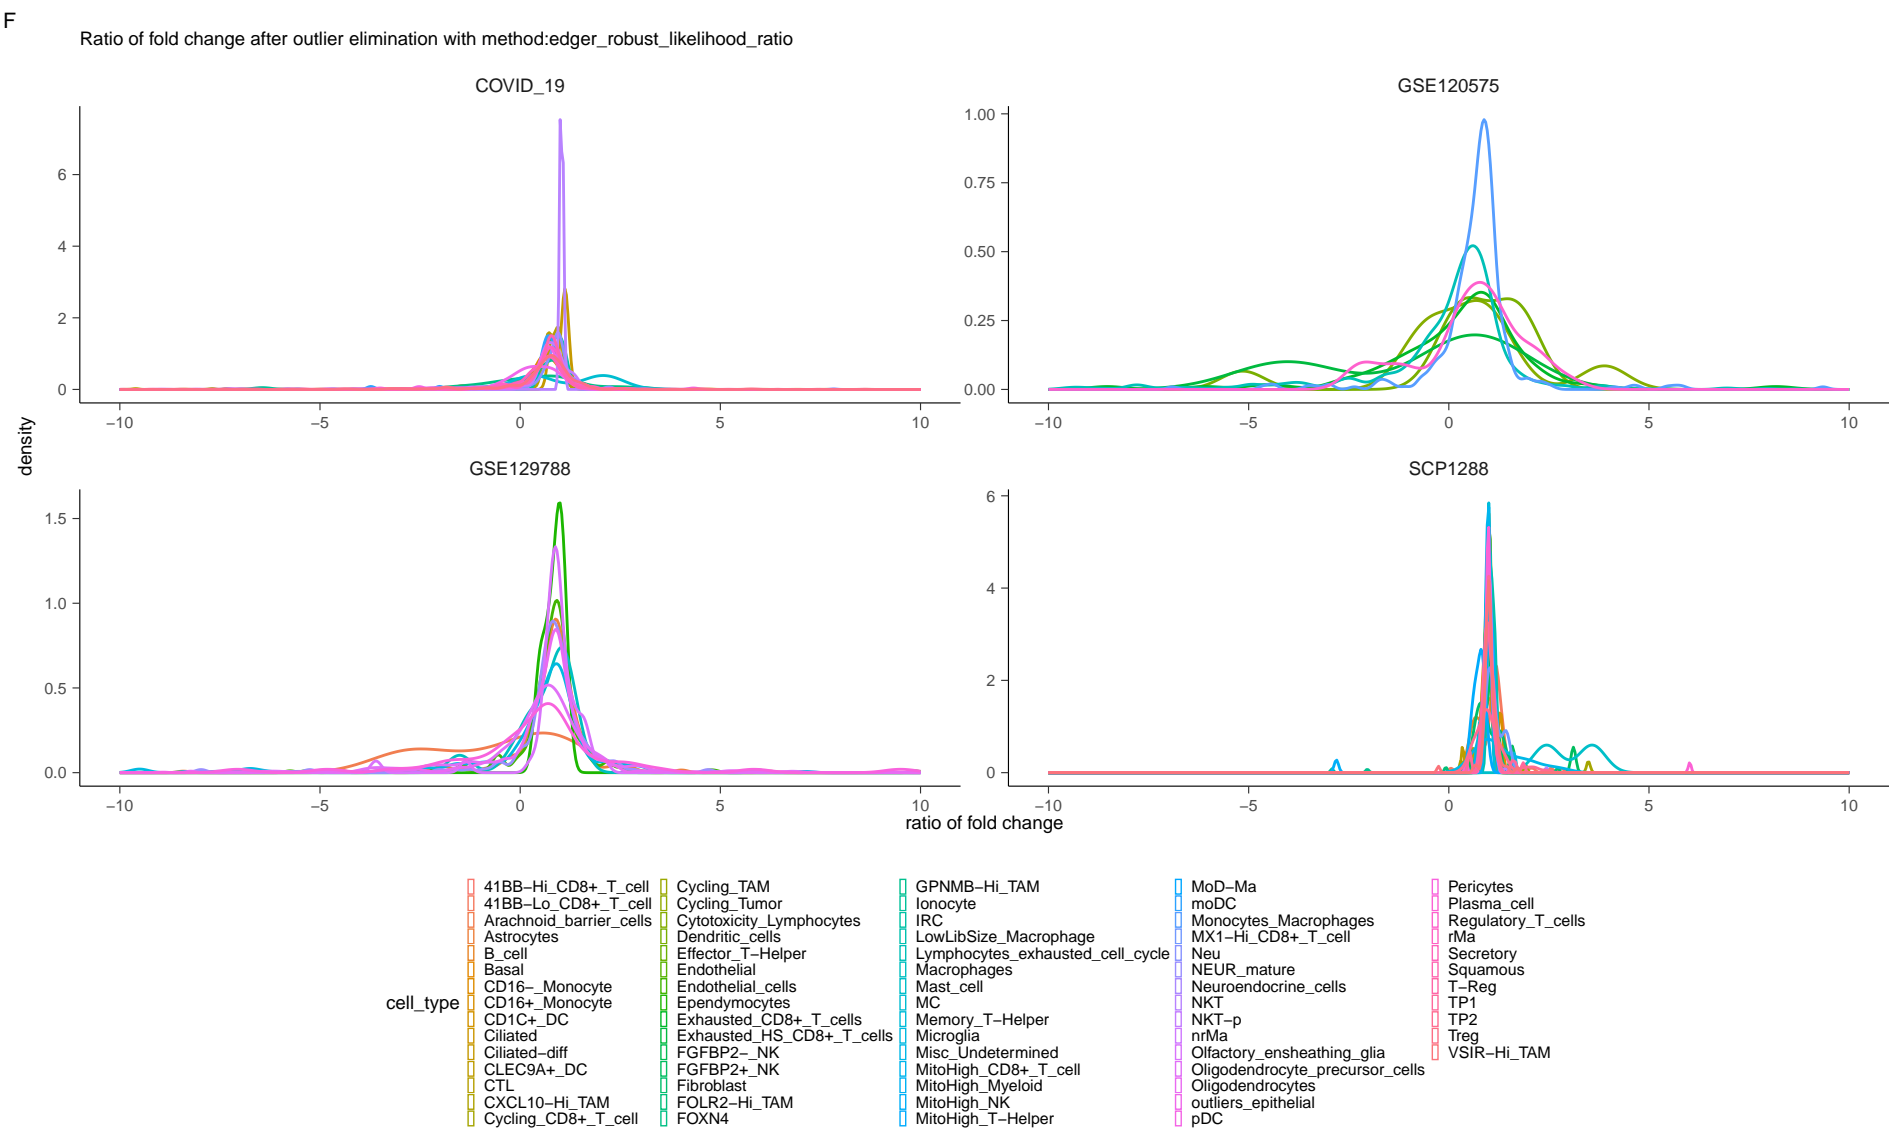 F
Ratio of fold change after outlier elimination with method:edger_robust_likelihood_ratio
COVID_19
GSE120575
6
4
2
0
1.00
0.75
0.50
0.25
0.00
−10 −5 0 5 10
−10 −5 0 5 10
density
GSE129788
SCP1288
1.5
1.0
0.5
0.0
6
4
2
0
−10 −5 0 5 10
−10 −5 0 5 10
ratio of fold change
cell_type
41BB−Hi_CD8+_T_cell
41BB−Lo_CD8+_T_cell
Arachnoid_barrier_cells
Astrocytes
B_cell
Basal
CD16−_Monocyte
CD16+_Monocyte
CD1C+_DC
Ciliated
Ciliated−diff
CLEC9A+_DC
CTL
CXCL10−Hi_TAM
Cycling_CD8+_T_cell
Cycling_TAM
Cycling_Tumor
Cytotoxicity_Lymphocytes
Dendritic_cells
Effector_T−Helper
Endothelial
Endothelial_cells
Ependymocytes
Exhausted_CD8+_T_cells
Exhausted_HS_CD8+_T_cells
FGFBP2−_NK
FGFBP2+_NK
Fibroblast
FOLR2−Hi_TAM
FOXN4
GPNMB−Hi_TAM
Ionocyte
IRC
LowLibSize_Macrophage
Lymphocytes_exhausted_cell_cycle
Macrophages
Mast_cell
MC
Memory_T−Helper
Microglia
Misc_Undetermined
MitoHigh_CD8+_T_cell
MitoHigh_Myeloid
MitoHigh_NK
MitoHigh_T−Helper
MoD−Ma
moDC
Monocytes_Macrophages
MX1−Hi_CD8+_T_cell
Neu
NEUR_mature
Neuroendocrine_cells
NKT
NKT−p
nrMa
Olfactory_ensheathing_glia
Oligodendrocyte_precursor_cells
Oligodendrocytes
outliers_epithelial
pDC
Pericytes
Plasma_cell
Regulatory_T_cells
rMa
Secretory
Squamous
T−Reg
TP1
TP2
Treg
VSIR−Hi_TAM